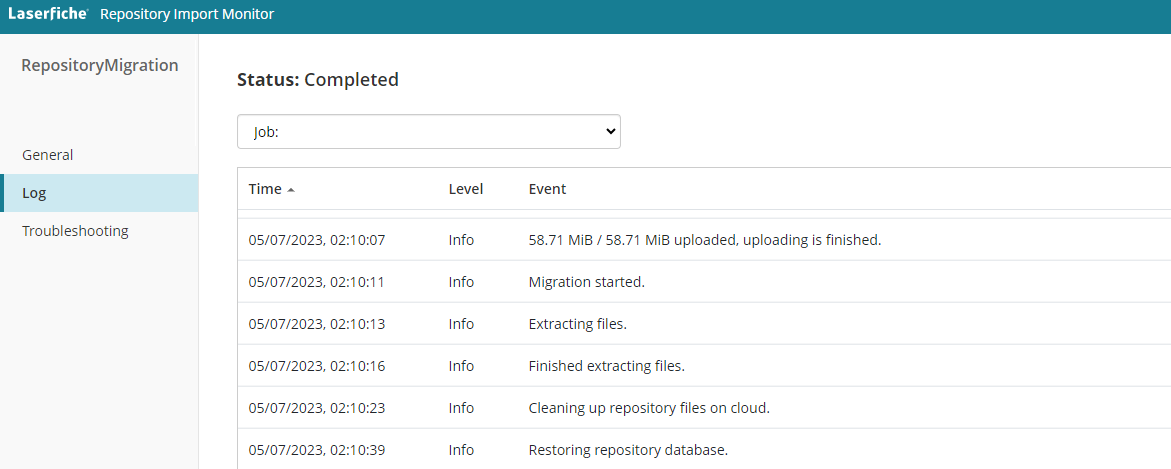 Laserfiche Repository Import Monitor
RepositoryMigration
General
Log
Troubleshooting
Status: Completed
Job:
Time Level Event
05/07/2023, 02:10:07 Info 58.71 MiB / 58.71 MiB uploaded, uploading is finished.
05/07/2023, 02:10:11 Info Migration started.
05/07/2023, 02:10:13 Info Extracting files.
05/07/2023, 02:10:16 Info Finished extracting files.
05/07/2023, 02:10:23 Info Cleaning up repository files on cloud.
05/07/2023, 02:10:39 Info Restoring repository database.